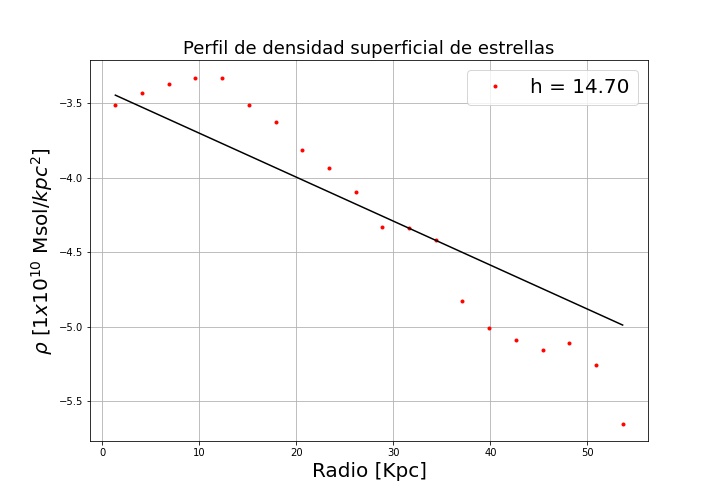 Perfil de densidad superficial de estrellas
h = 14.70
−3.5
−4.0
−4.5
−5.0
−5.5
ρ [1x10¹⁰ Msol/kpc²]
0 10 20 30 40 50
Radio [Kpc]